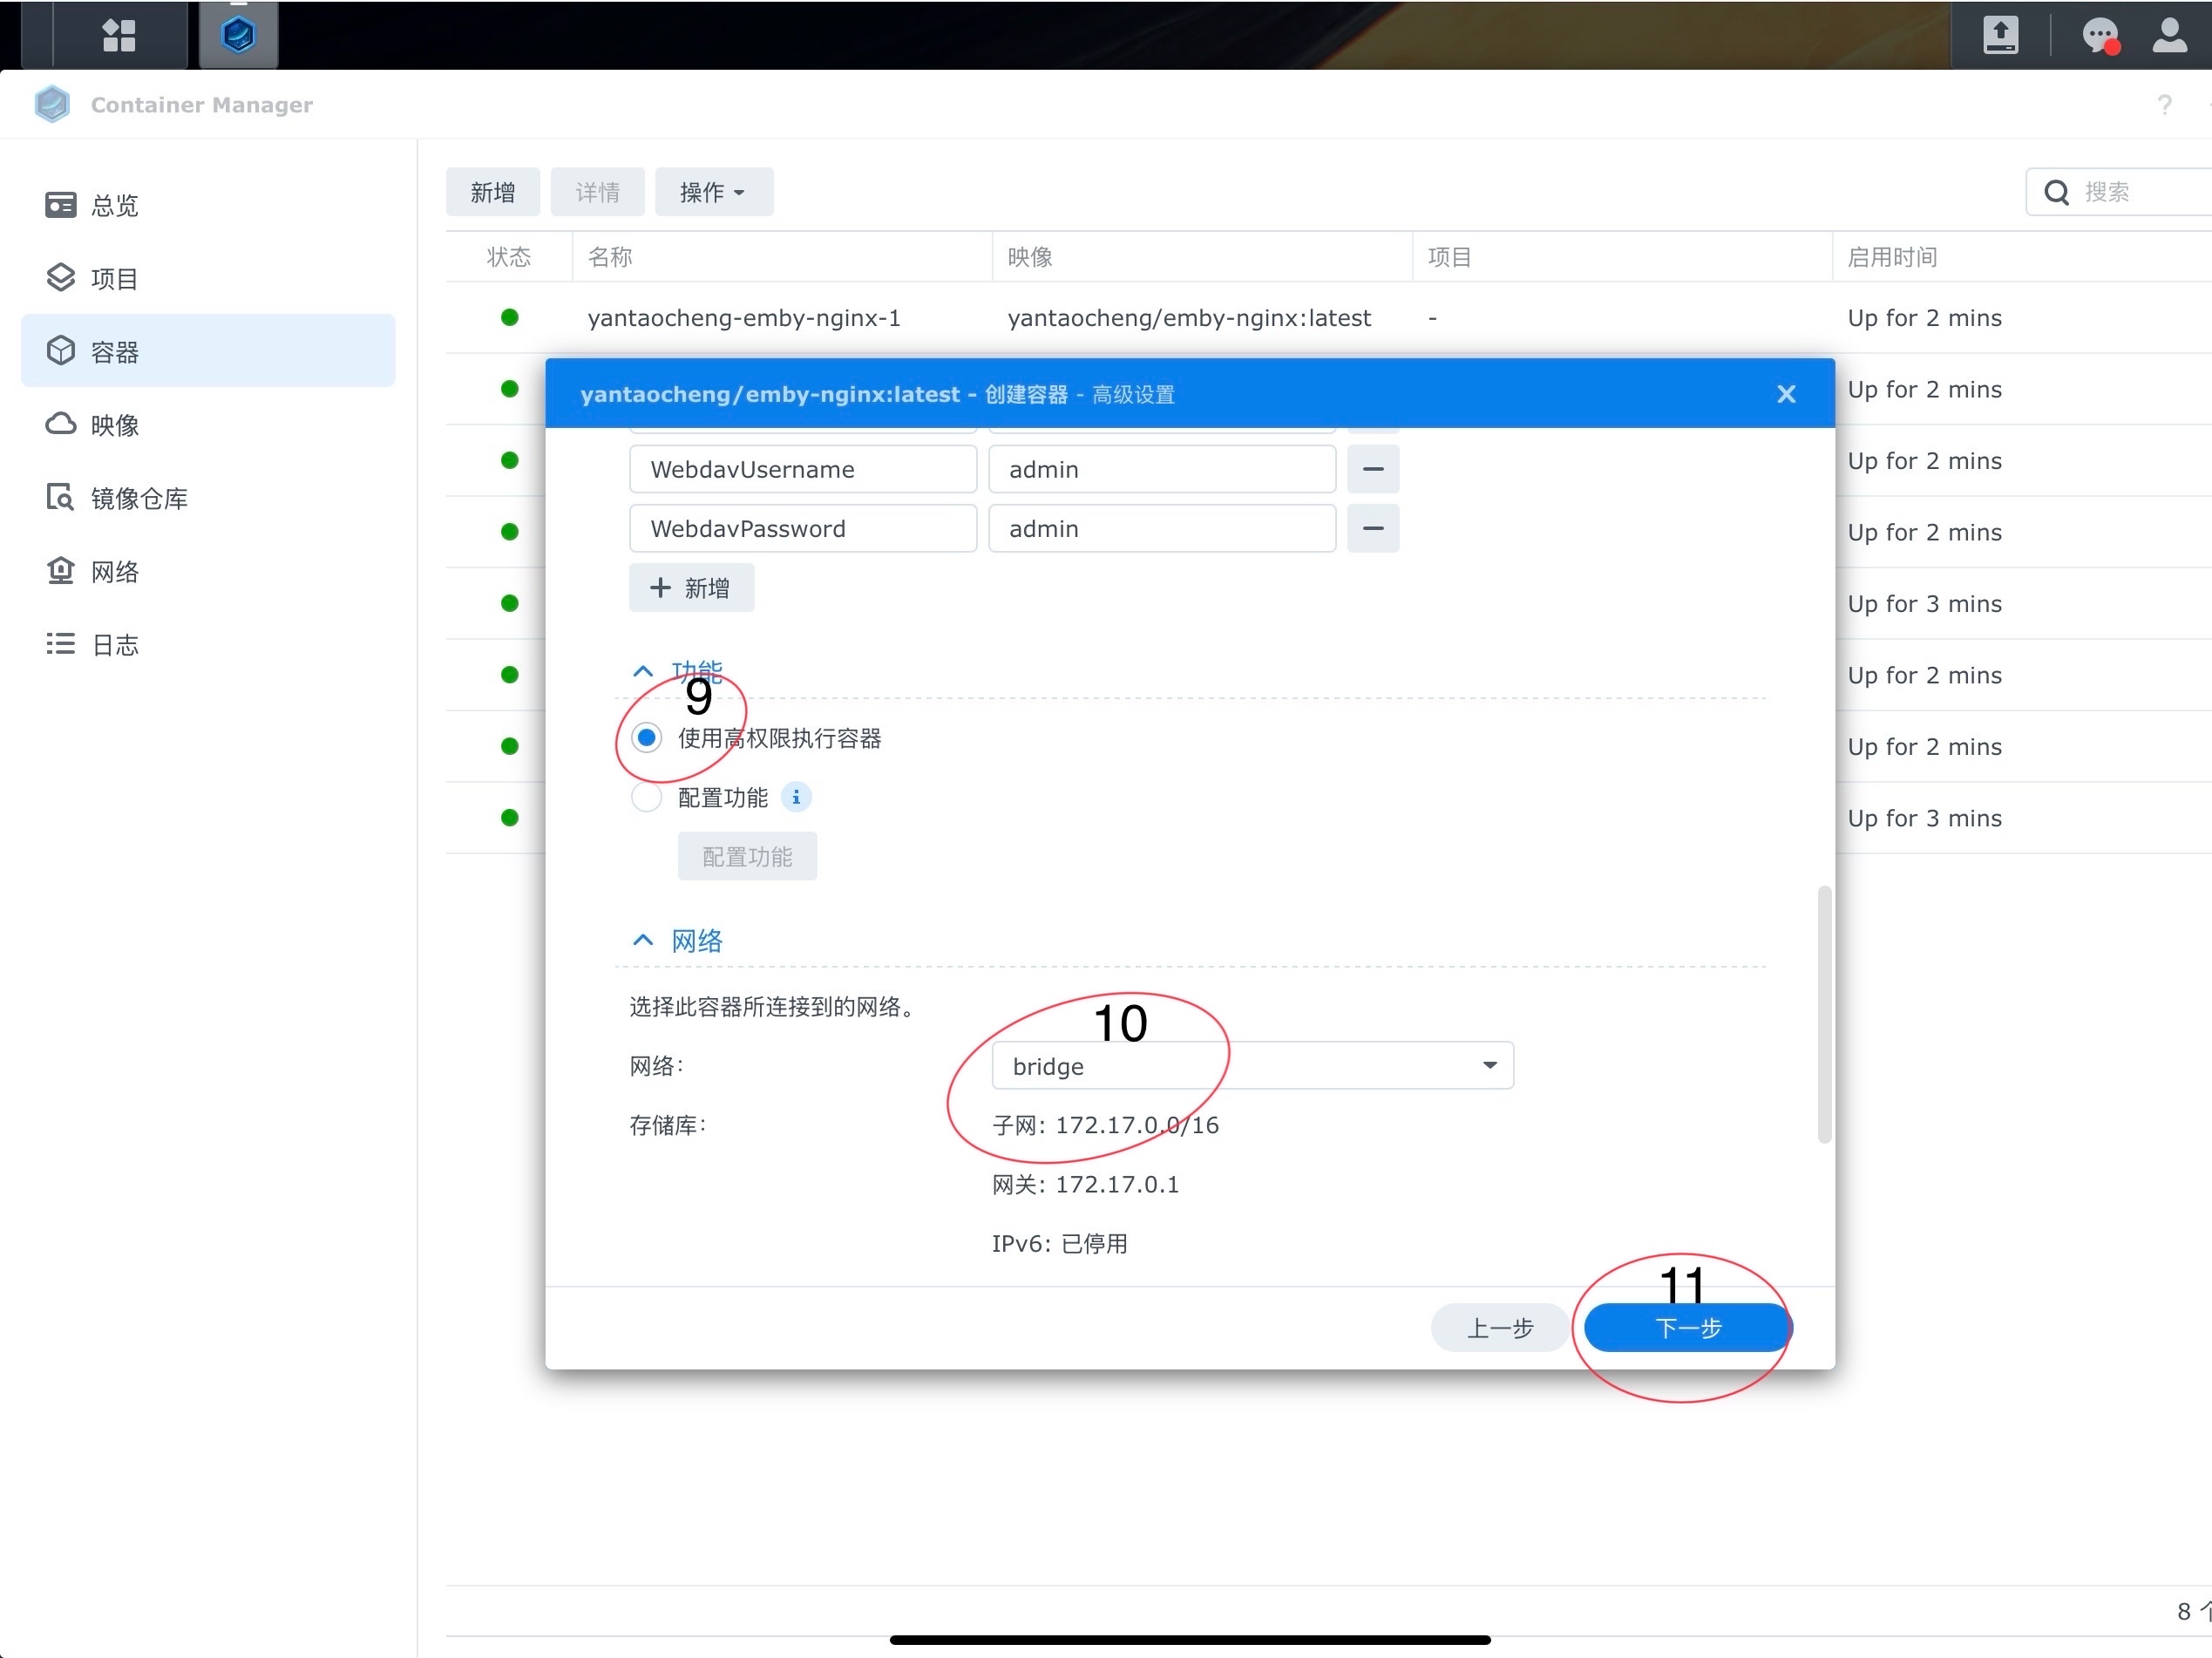 Container Manager
?
总览
项目
容器
映像
镜像仓库
网络
日志
新增 详情 操作
搜索
状态 名称 映像 项目 启用时间
yantaocheng-emby-nginx-1 yantaocheng/emby-nginx:latest - Up for 2 mins
Up for 2 mins
Up for 2 mins
Up for 2 mins
Up for 3 mins
Up for 2 mins
Up for 2 mins
Up for 3 mins
yantaocheng/emby-nginx:latest - 创建容器 - 高级设置
WebdavUsername admin
WebdavPassword admin
新增
功能
9
使用高权限执行容器
配置功能 i
配置功能
网络
选择此容器所连接到的网络。
10
网络: bridge
存储库: 子网: 172.17.0.0/16
网关: 172.17.0.1
IPv6: 已停用
11
上一步 下一步
8